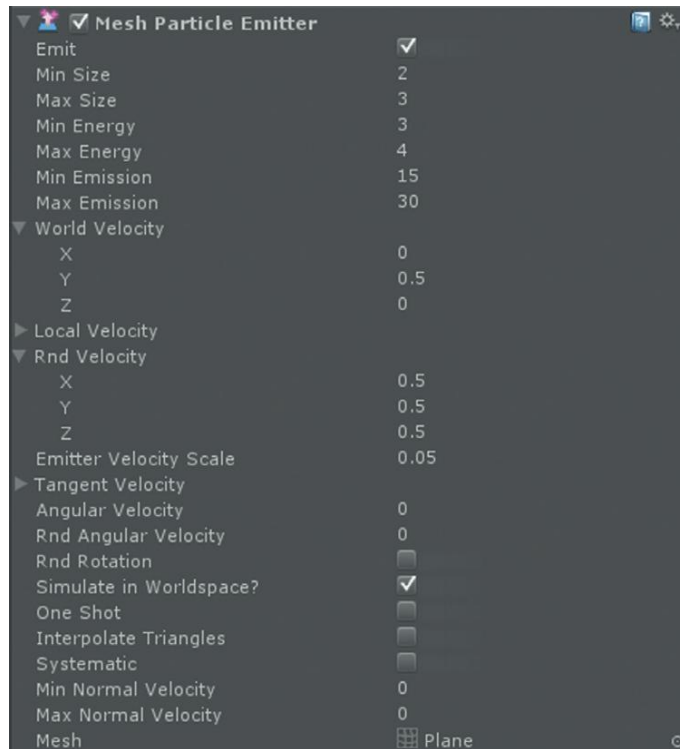 Mesh Particle Emitter
Emit
Min Size 2
Max Size 3
Min Energy 3
Max Energy 4
Min Emission 15
Max Emission 30
World Velocity
X 0
Y 0.5
Z 0
Local Velocity
Rnd Velocity
X 0.5
Y 0.5
Z 0.5
Emitter Velocity Scale 0.05
Tangent Velocity
Angular Velocity 0
Rnd Angular Velocity 0
Rnd Rotation
Simulate in Worldspace?
One Shot
Interpolate Triangles
Systematic
Min Normal Velocity 0
Max Normal Velocity 0
Mesh Plane